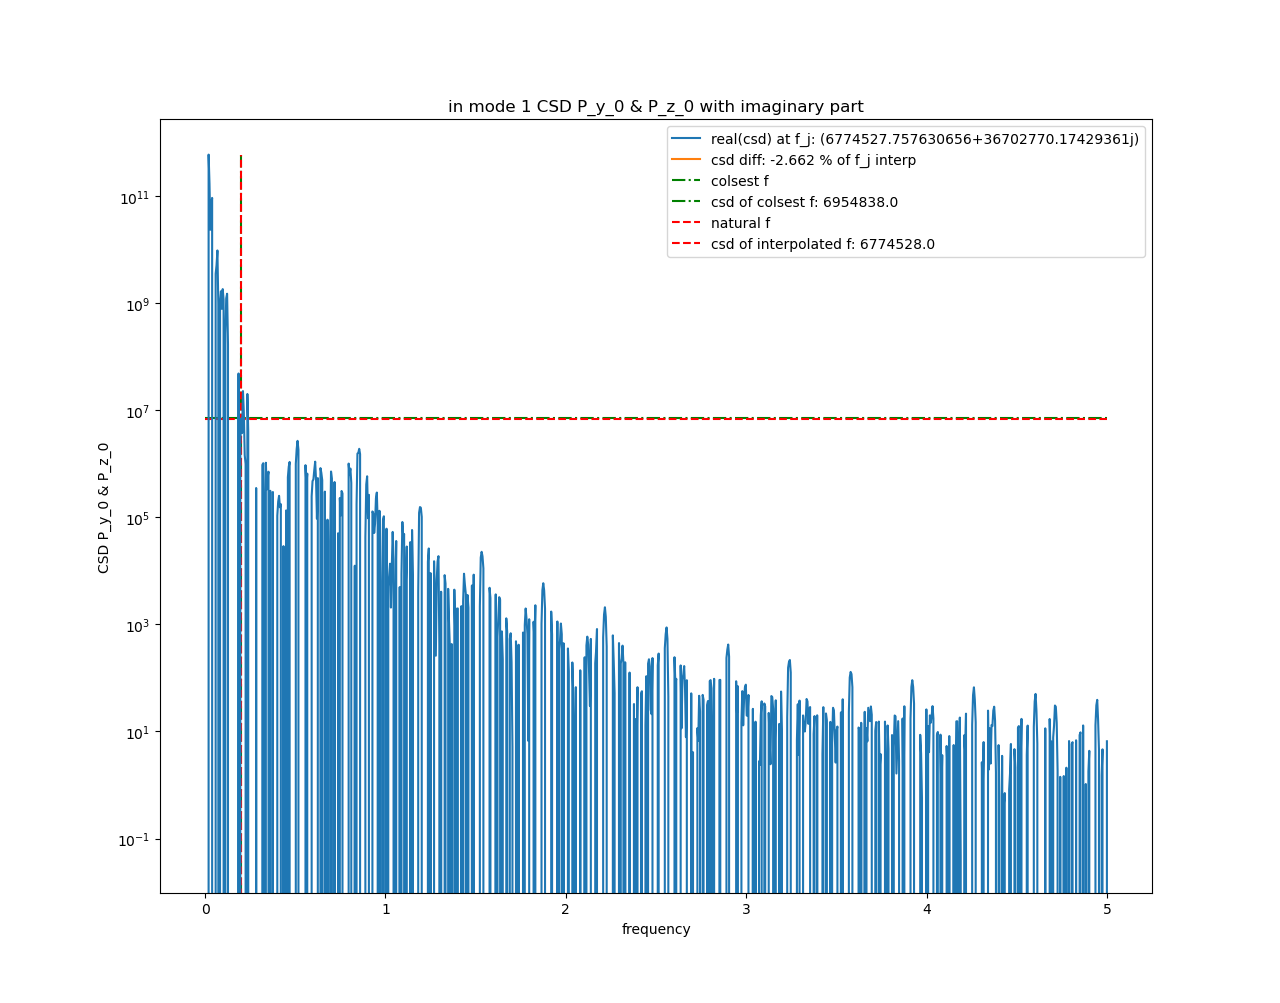 in mode 1 CSD P_y_0 & P_z_0 with imaginary part
real(csd) at f_j: (6774527.757630656+36702770.17429361j)
csd diff: -2.662 % of f_j interp
colsest f
csd of colsest f: 6954838.0
natural f
csd of interpolated f: 6774528.0
CSD P_y_0 & P_z_0
10^11
10^9
10^7
10^5
10^3
10^1
10^-1
0 1 2 3 4 5
frequency